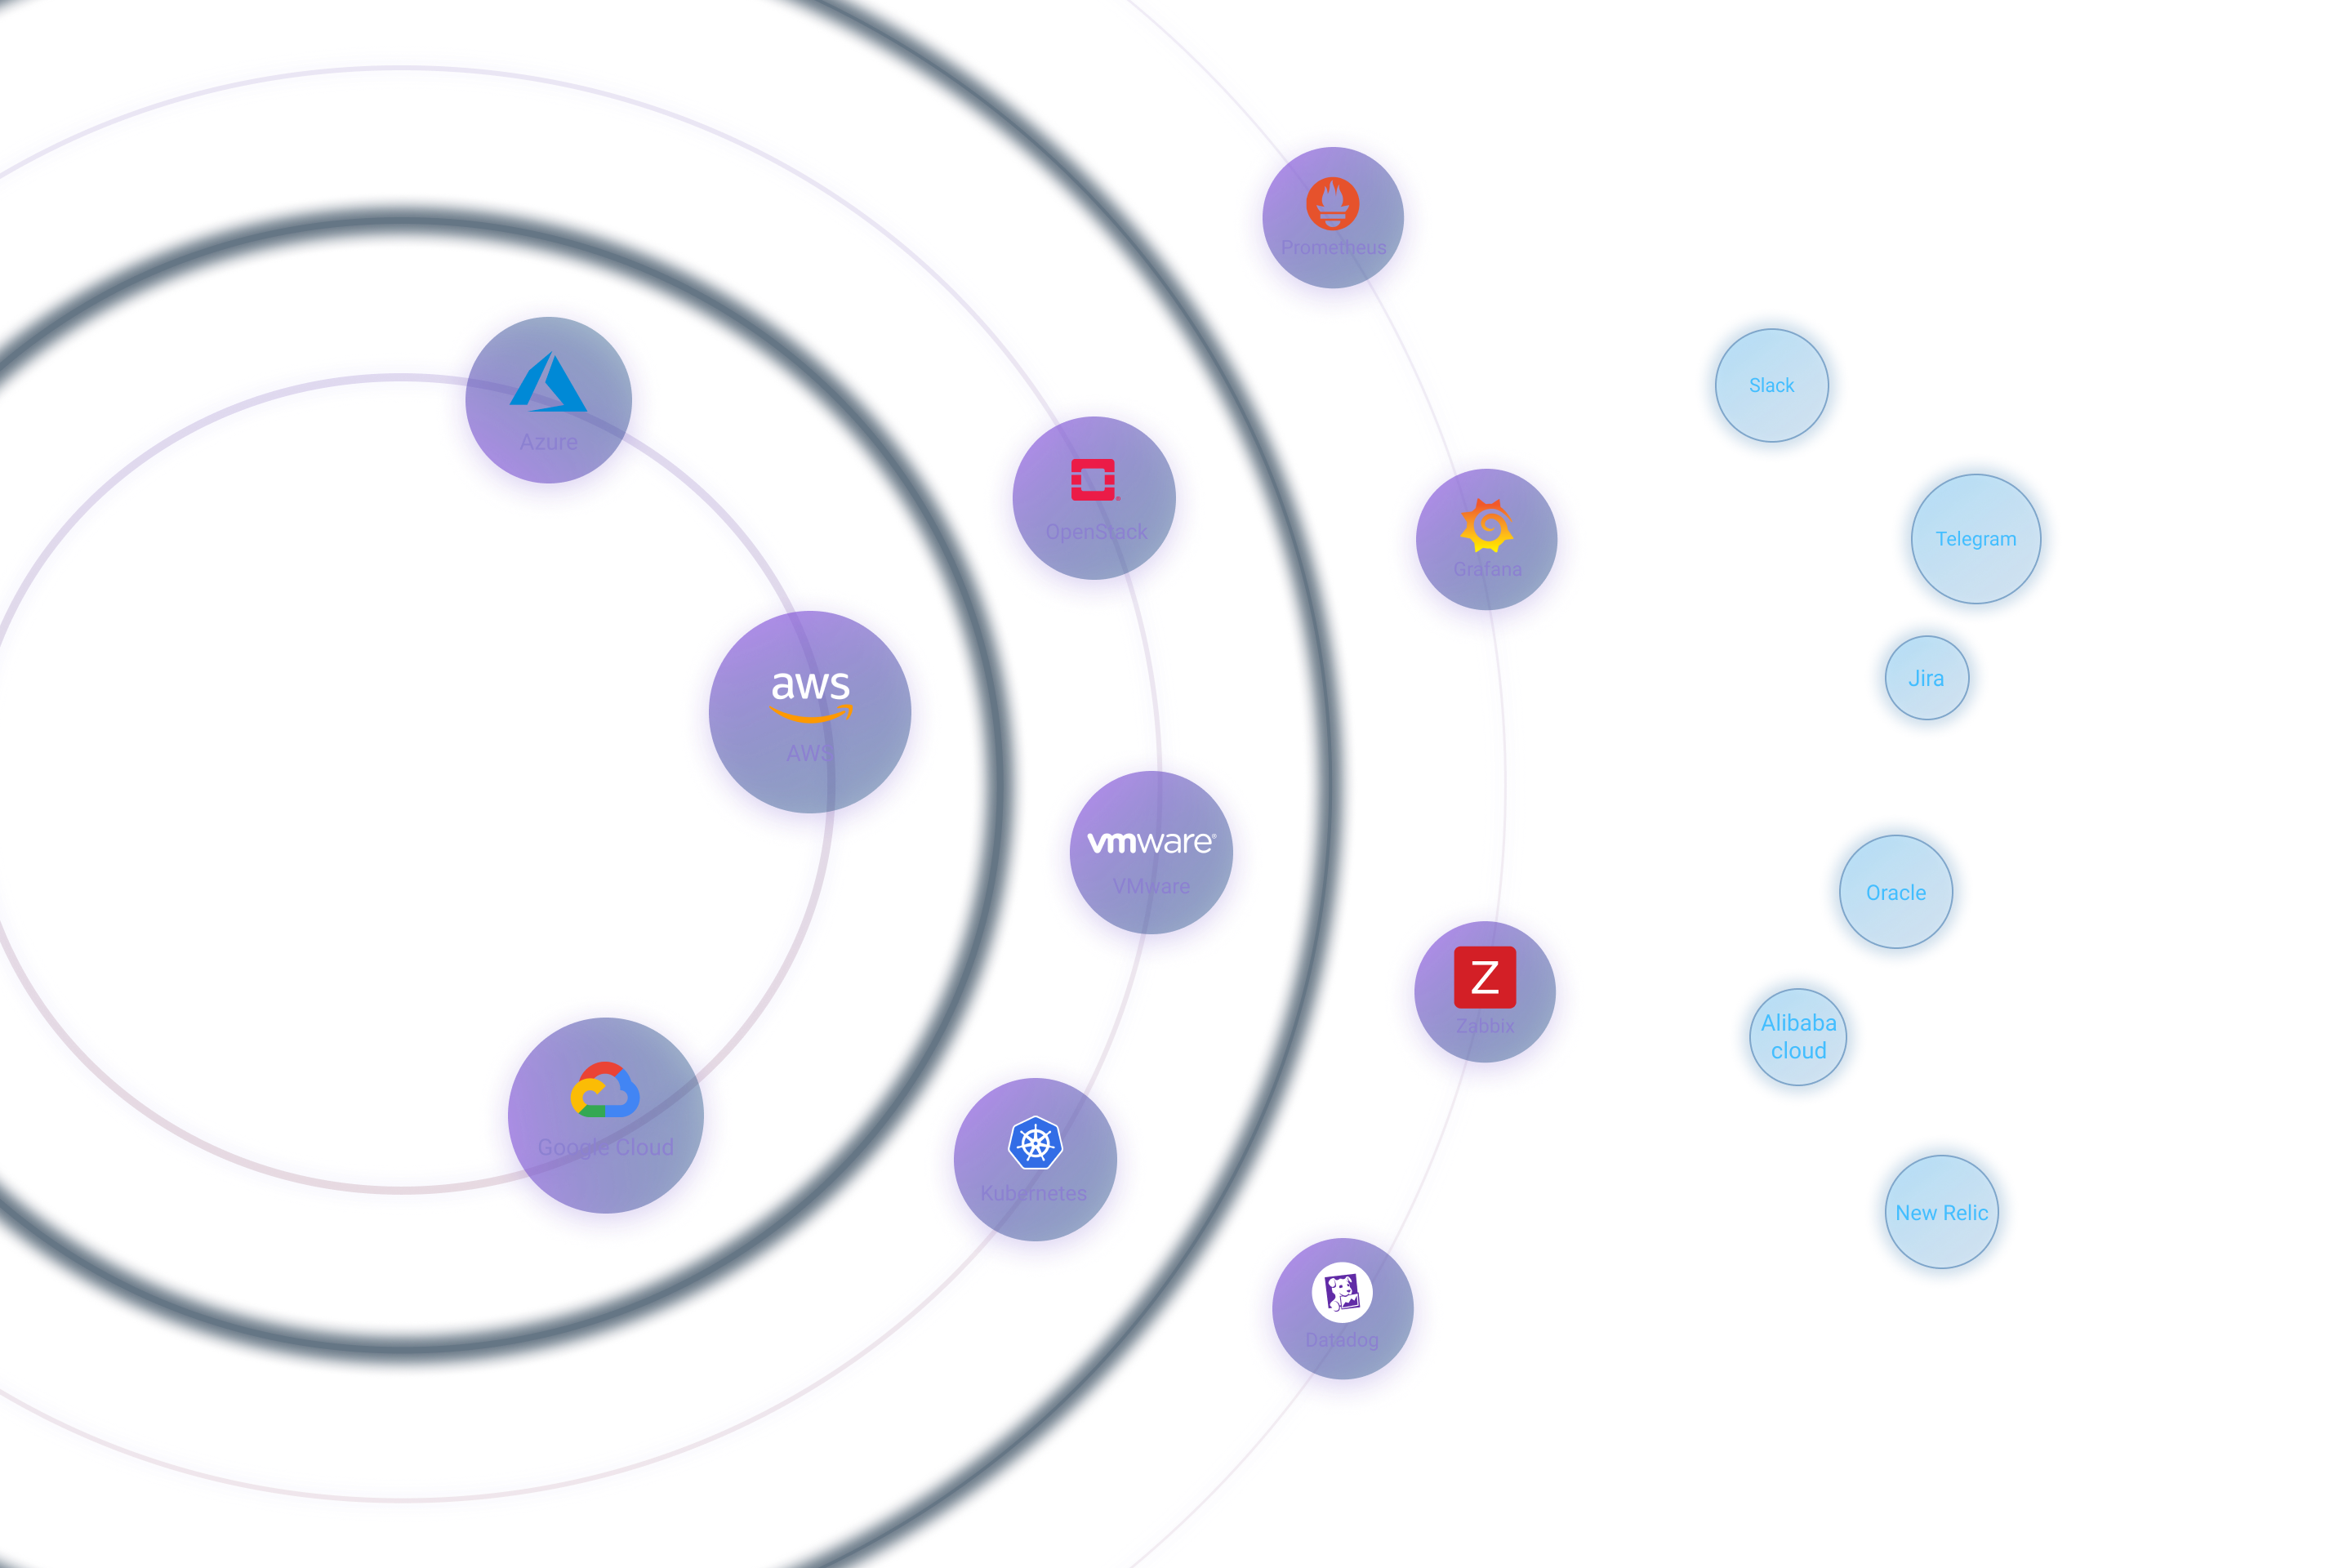 Prometheus
Slack
Azure
OpenStack
Grafana
Telegram
aws
AWS
Jira
vmware®
VMware
Oracle
Z
Zabbix
Alibaba
cloud
Google Cloud
Kubernetes
New Relic
Datadog